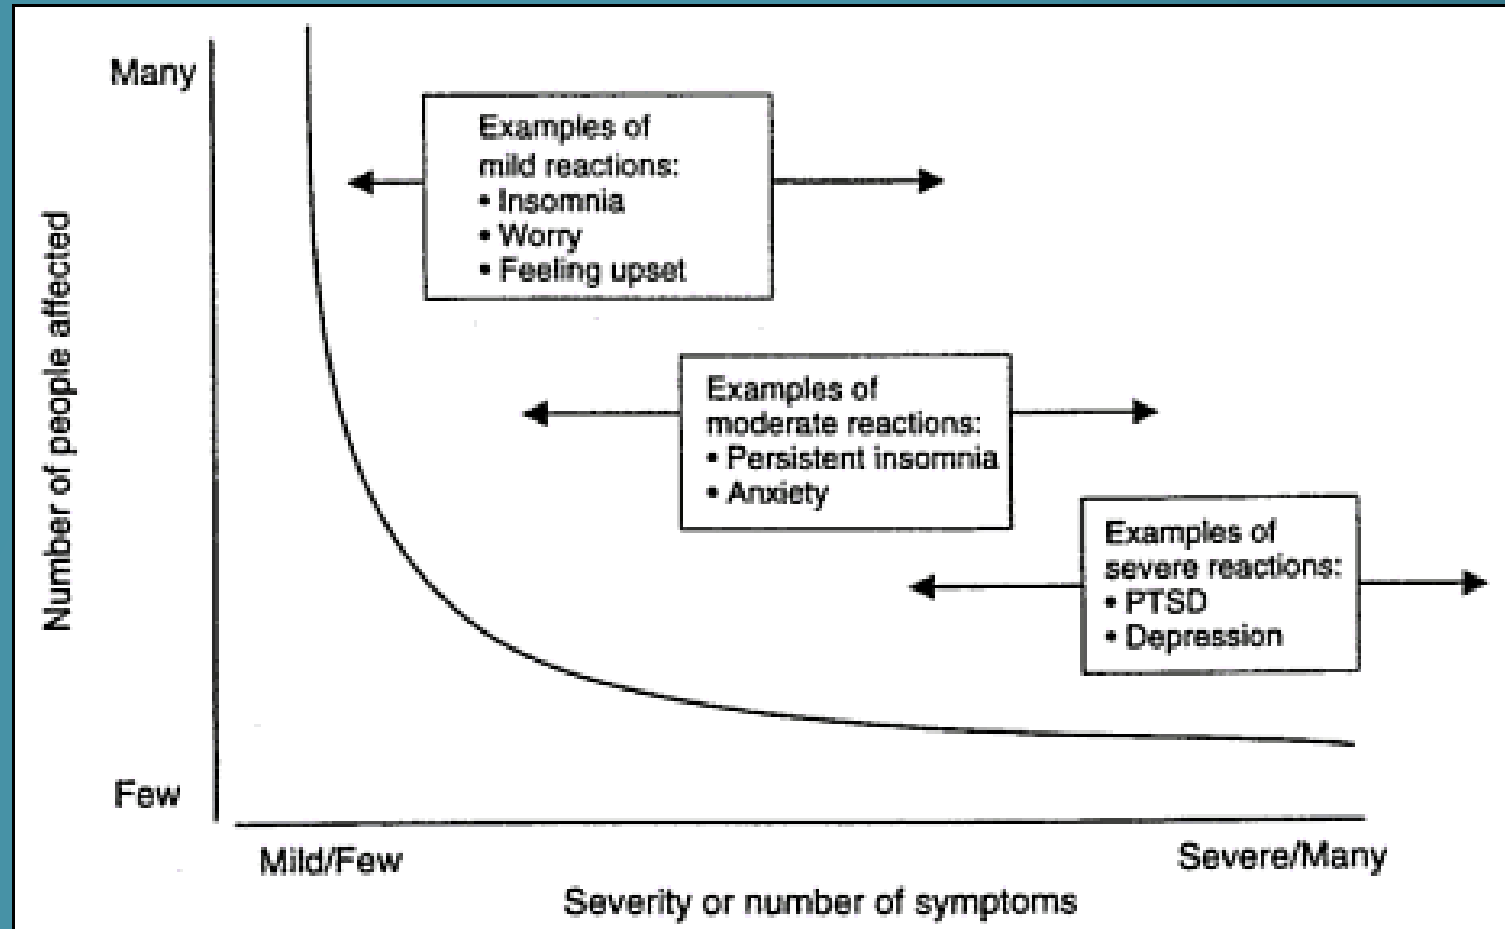 Many
Number of people affected
Few
Examples of
mild reactions:
• Insomnia
• Worry
• Feeling upset
Examples of
moderate reactions:
• Persistent insomnia
• Anxiety
Examples of
severe reactions:
• PTSD
• Depression
Mild/Few
Severe/Many
Severity or number of symptoms